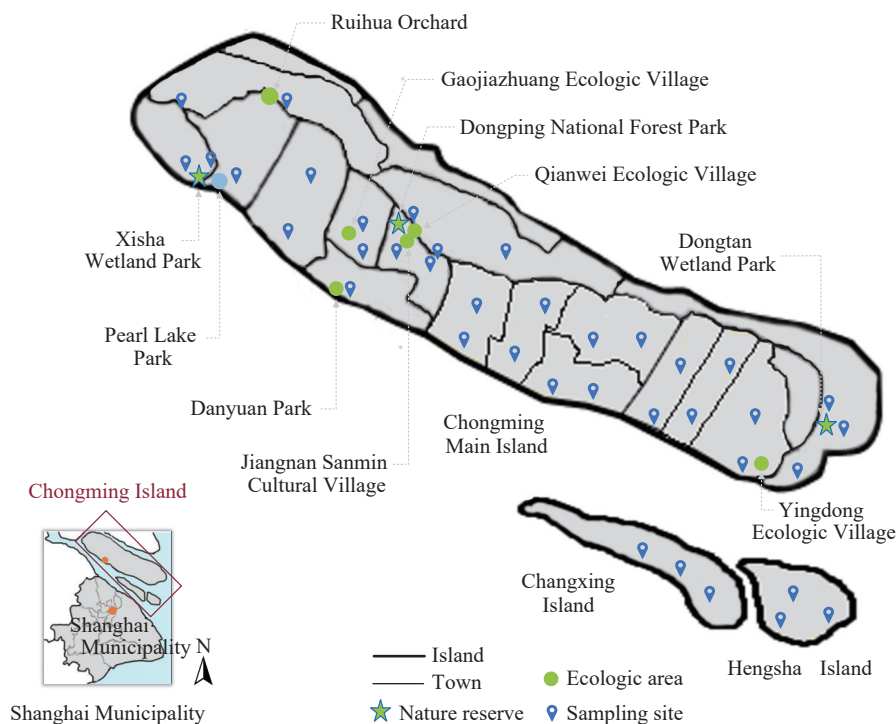 Ruihua Orchard
Gaojiazhuang Ecologic Village
Dongping National Forest Park
Qianwei Ecologic Village
Xisha
Wetland Park
Dongtan
Wetland Park
Pearl Lake
Park
Danyuan Park
Chongming
Main Island
Jiangnan Sanmin
Cultural Village
Chongming Island
Yingdong
Ecologic Village
Changxing
Island
Shanghai
Municipality
N
Hengsha Island
Island
Town
Ecologic area
Nature reserve
Sampling site
Shanghai Municipality